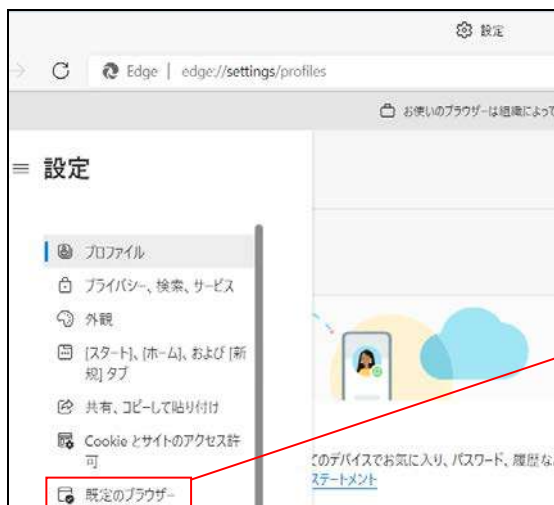 設定
Edge | edge://settings/profiles
お使いのブラウザーは組織によって
設定
プロファイル
プライバシー、検索、サービス
外観
[スタート]、[ホーム]、および [新
規] タブ
共有、コピーして貼り付け
Cookie とサイトのアクセス許
可
既定のブラウザー
てのデバイスでお気に入り、パスワード、履歴な
ステートメント